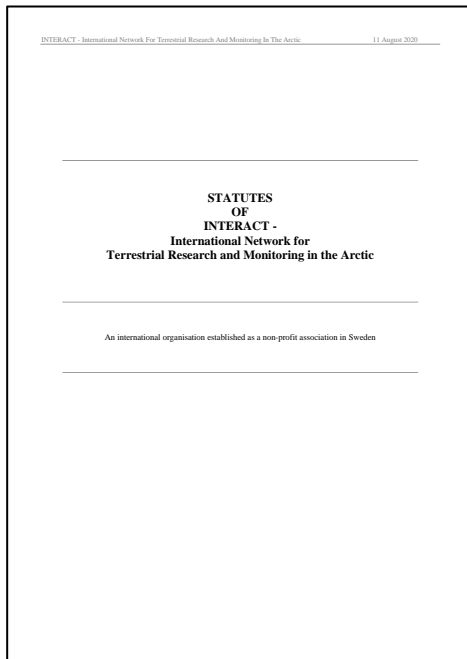 INTERACT - International Network For Terrestrial Research And Monitoring In The Arctic 11 August 2020
STATUTES
OF
INTERACT -
International Network for
Terrestrial Research and Monitoring in the Arctic
An international organisation established as a non-profit association in Sweden